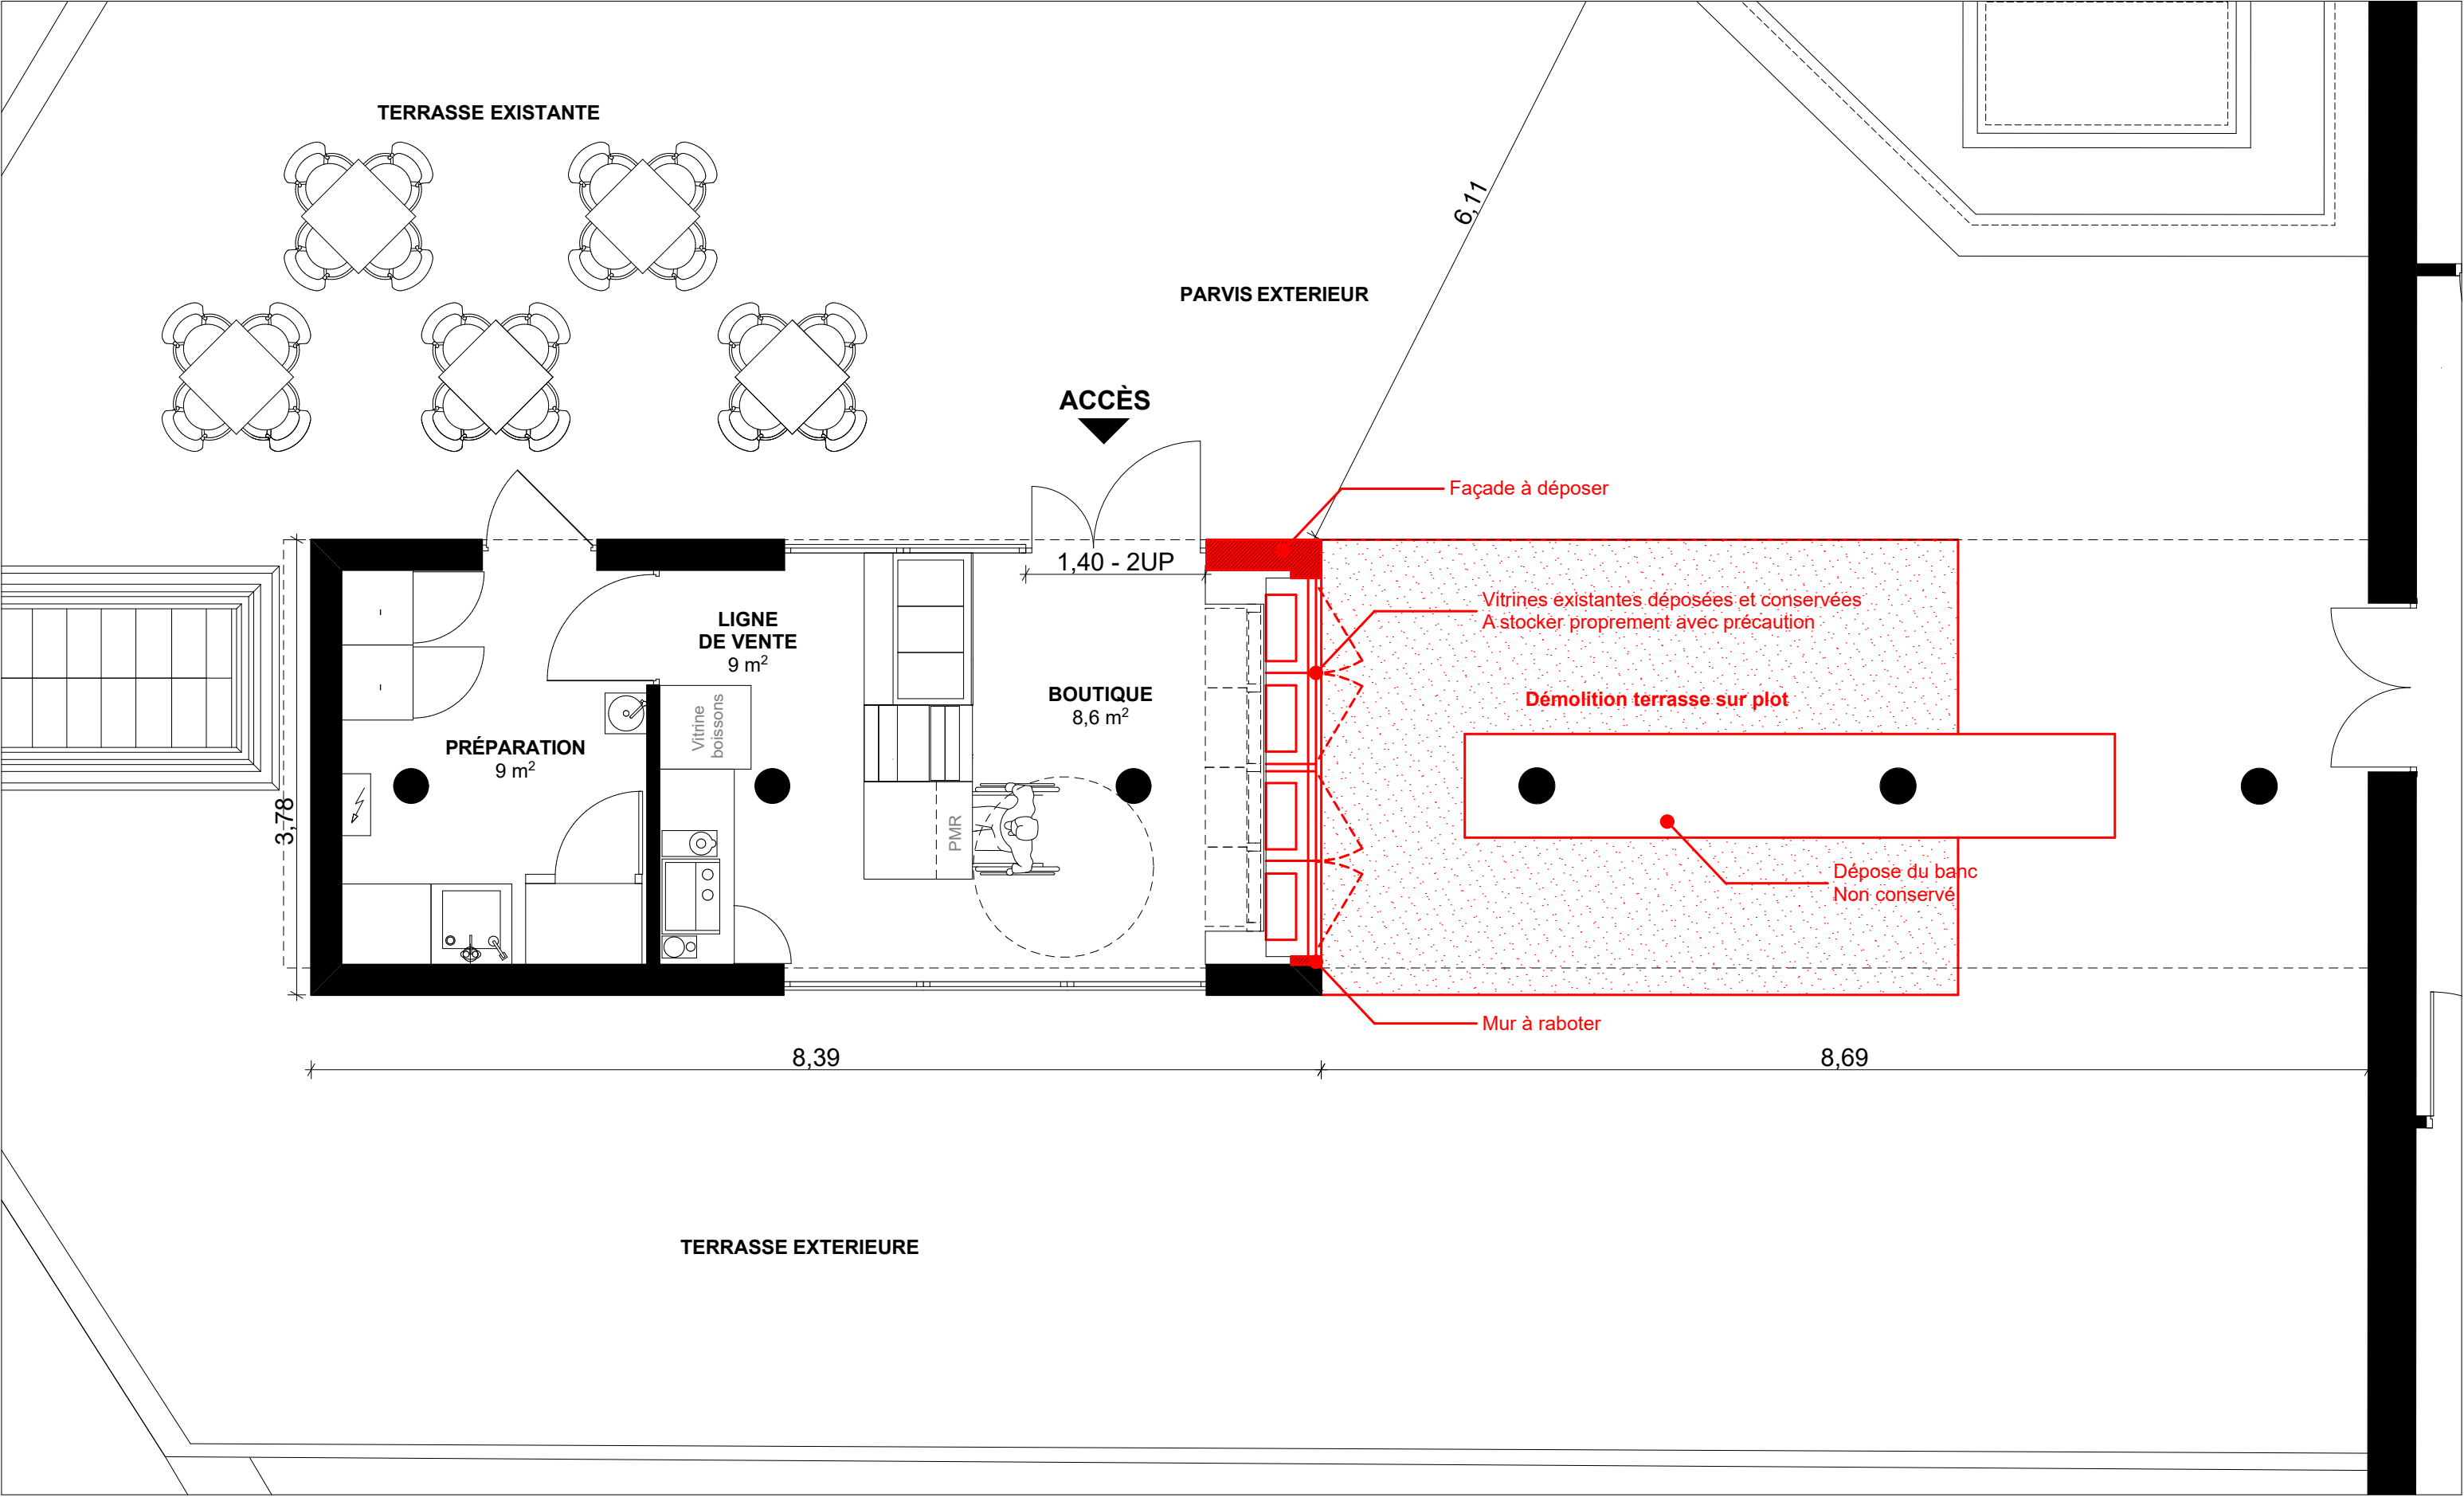 TERRASSE EXISTANTE
6,11
PARVIS EXTERIEUR
ACCÈS
Façade à déposer
1,40 - 2UP
Vitrines existantes déposées et conservées
A stocker proprement avec précaution
LIGNE
DE VENTE
9 m²
BOUTIQUE
8,6 m²
Démolition terrasse sur plot
Vitrine
boissons
PRÉPARATION
9 m²
3,78
PMR
Dépose du banc
Non conservé
Mur à raboter
8,39
8,69
TERRASSE EXTERIEURE